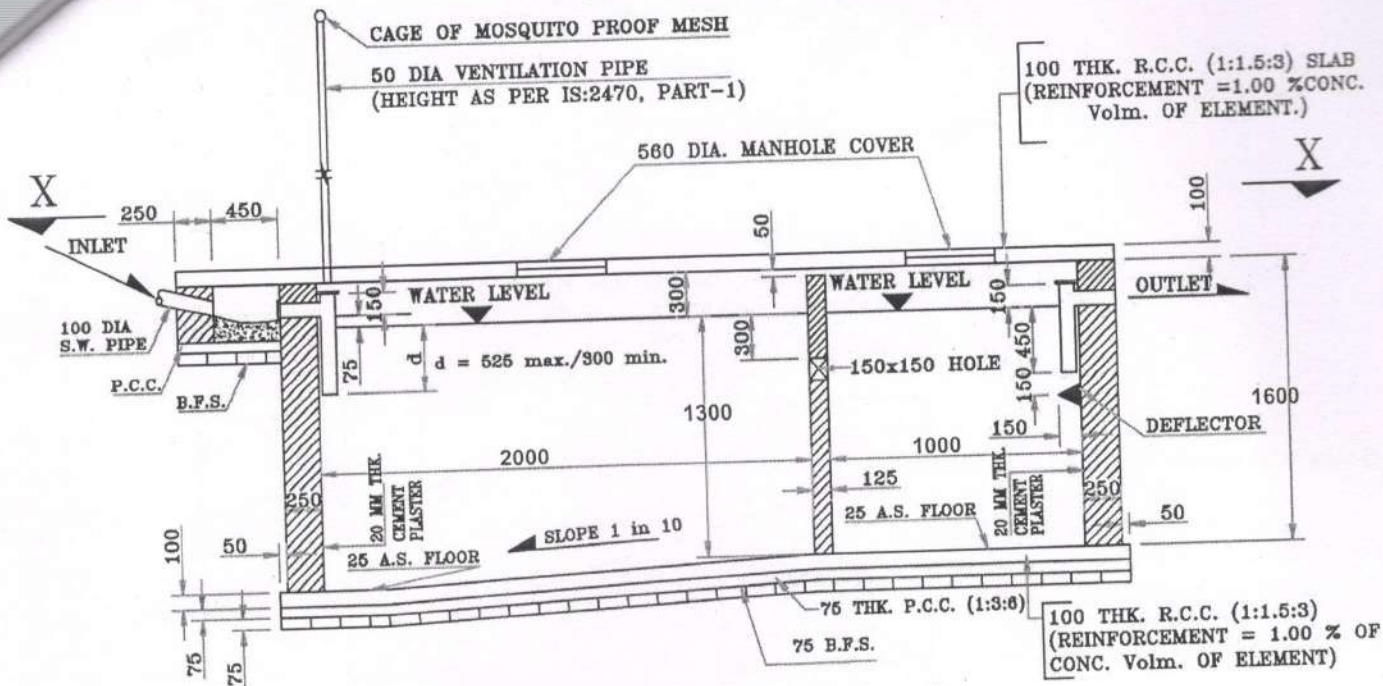 CAGE OF MOSQUITO PROOF MESH
50 DIA VENTILATION PIPE
(HEIGHT AS PER IS:2470, PART-1)
100 THK. R.C.C. (1:1.5:3) SLAB
(REINFORCEMENT =1.00 %CONC.
Volm. OF ELEMENT.)
560 DIA. MANHOLE COVER
X
X
250
450
50
100
INLET
WATER LEVEL
WATER LEVEL
OUTLET
150
300
150
100 DIA
S.W. PIPE
75
d
d = 525 max./300 min.
300
450
150x150 HOLE
150
P.C.C.
B.F.S.
1300
1600
DEFLECTOR
150
2000
1000
125
250
20 MM THK.
CEMENT
PLASTER
20 MM THK.
CEMENT
PLASTER
250
25 A.S. FLOOR
50
SLOPE 1 in 10
50
100
25 A.S. FLOOR
75
75
75 THK. P.C.C. (1:3:6)
75 B.F.S.
100 THK. R.C.C. (1:1.5:3)
(REINFORCEMENT = 1.00 % OF
CONC. Volm. OF ELEMENT)